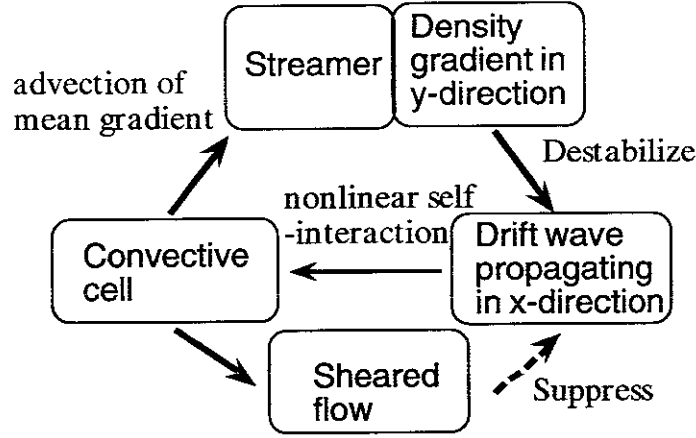 Streamer
Density
gradient in
y-direction
advection of
mean gradient
Destabilize
nonlinear self
-interaction
Convective
cell
Drift wave
propagating
in x-direction
Sheared
flow
Suppress